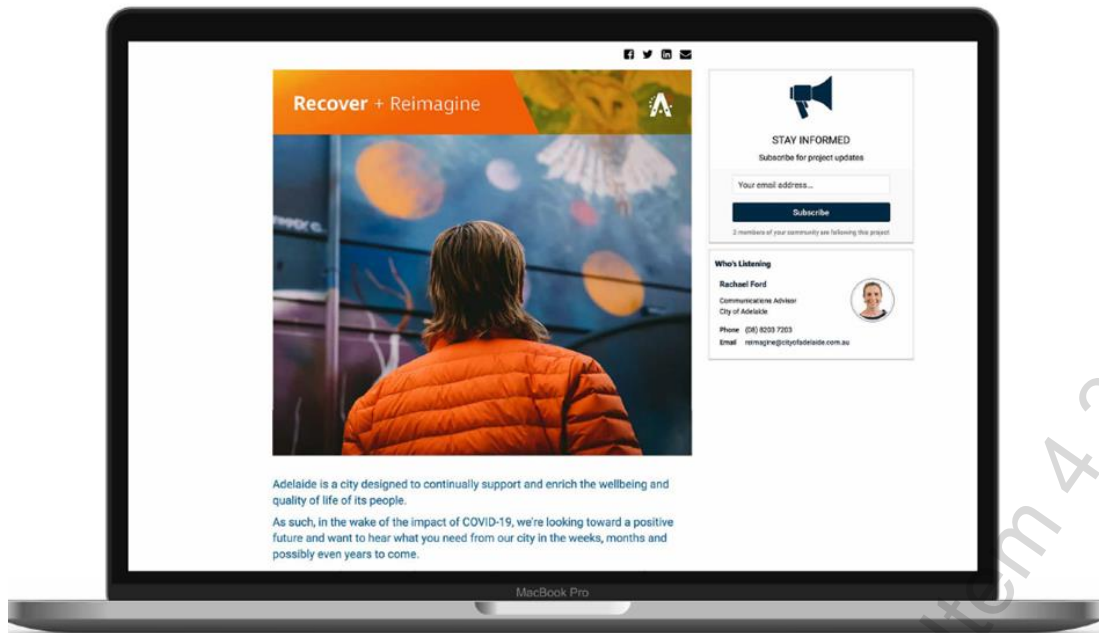 Recover + Reimagine
STAY INFORMED
Subscribe for project updates
Your email address...
Subscribe
2 members of your community are following this project
Who's Listening
Rachael Ford
Communications Advisor
City of Adelaide
Phone (08) 8203 7203
Email reimagine@cityofadelaide.com.au
Adelaide is a city designed to continually support and enrich the wellbeing and
quality of life of its people.
As such, in the wake of the impact of COVID-19, we're looking toward a positive
future and want to hear what you need from our city in the weeks, months and
possibly even years to come.
MacBook Pro
Item 4.